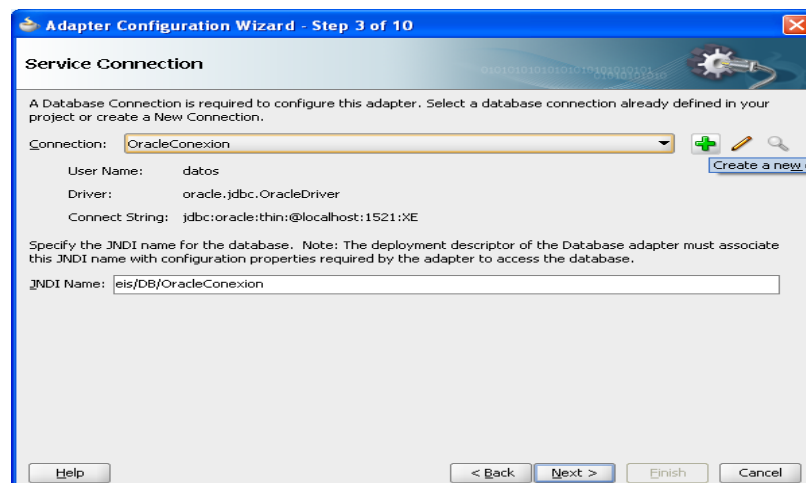 Adapter Configuration Wizard - Step 3 of 10
Service Connection
A Database Connection is required to configure this adapter. Select a database connection already defined in your
project or create a New Connection.
Connection: OracleConexion
Create a new
User Name: datos
Driver: oracle.jdbc.OracleDriver
Connect String: jdbc:oracle:thin:@localhost:1521:XE
Specify the JNDI name for the database. Note: The deployment descriptor of the Database adapter must associate
this JNDI name with configuration properties required by the adapter to access the database.
JNDI Name: eis/DB/OracleConexion
Help < Back Next > Finish Cancel